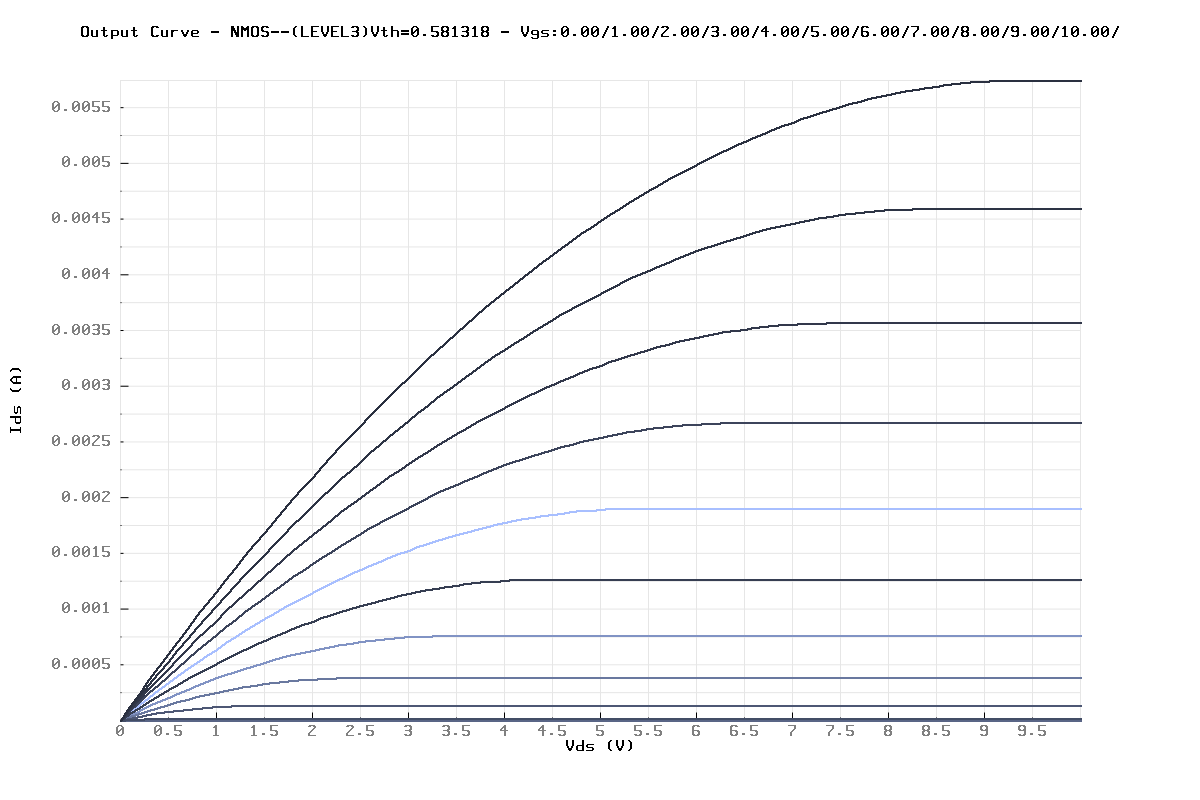 Output Curve - NMOS--(LEVEL3)Vth=0.581318 - Vgs:0.00/1.00/2.00/3.00/4.00/5.00/6.00/7.00/8.00/9.00/10.00/
0.0055
0.005
0.0045
0.004
0.0035
0.003
0.0025
0.002
0.0015
0.001
0.0005
Ids (A)
0 0.5 1 1.5 2 2.5 3 3.5 4 4.5 5 5.5 6 6.5 7 7.5 8 8.5 9 9.5
Vds (V)